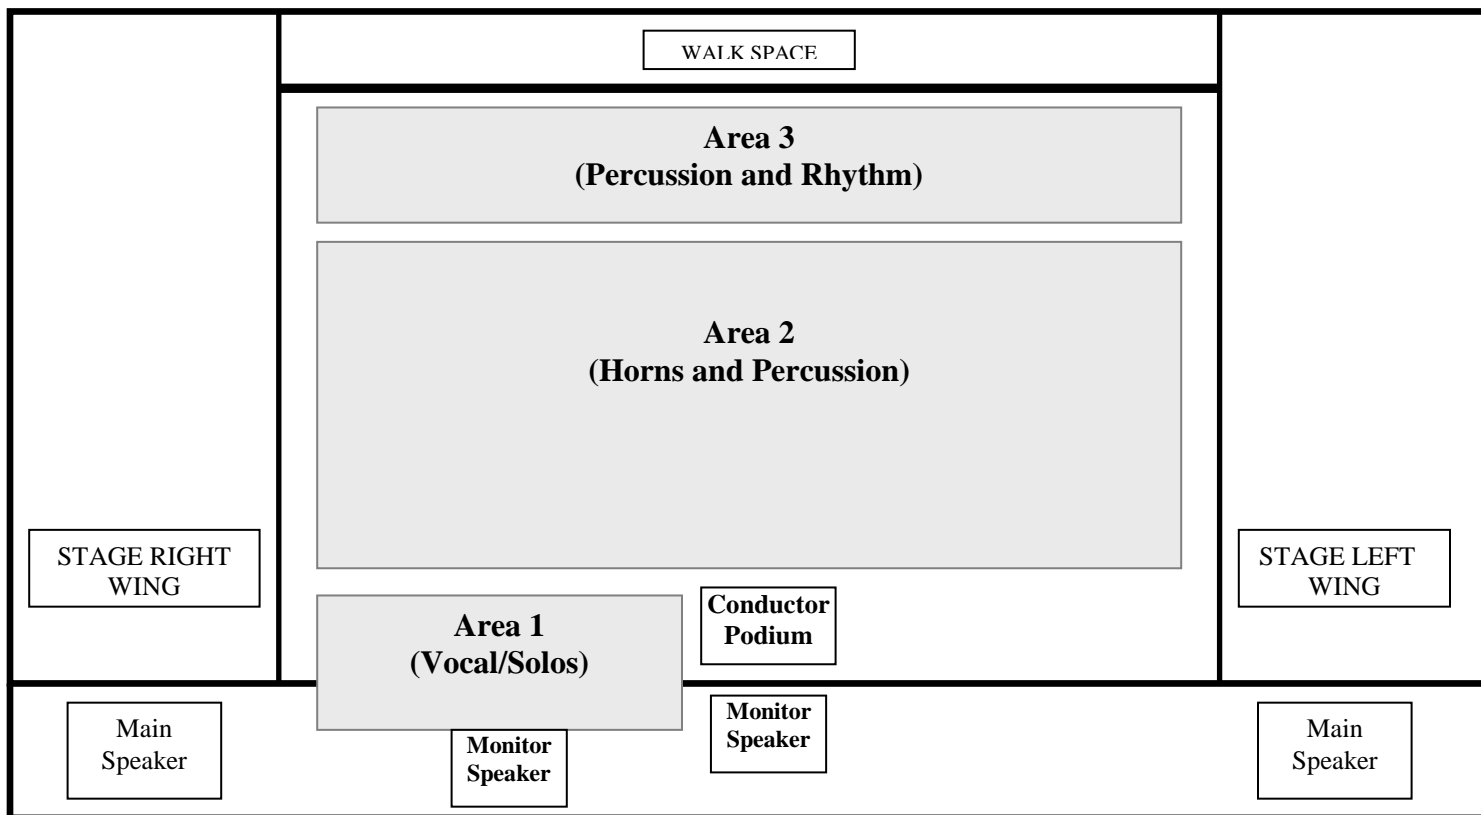 WALK SPACE
Area 3
(Percussion and Rhythm)
Area 2
(Horns and Percussion)
STAGE RIGHT
WING
STAGE LEFT
WING
Area 1
(Vocal/Solos)
Conductor
Podium
Main
Speaker
Monitor
Speaker
Monitor
Speaker
Main
Speaker